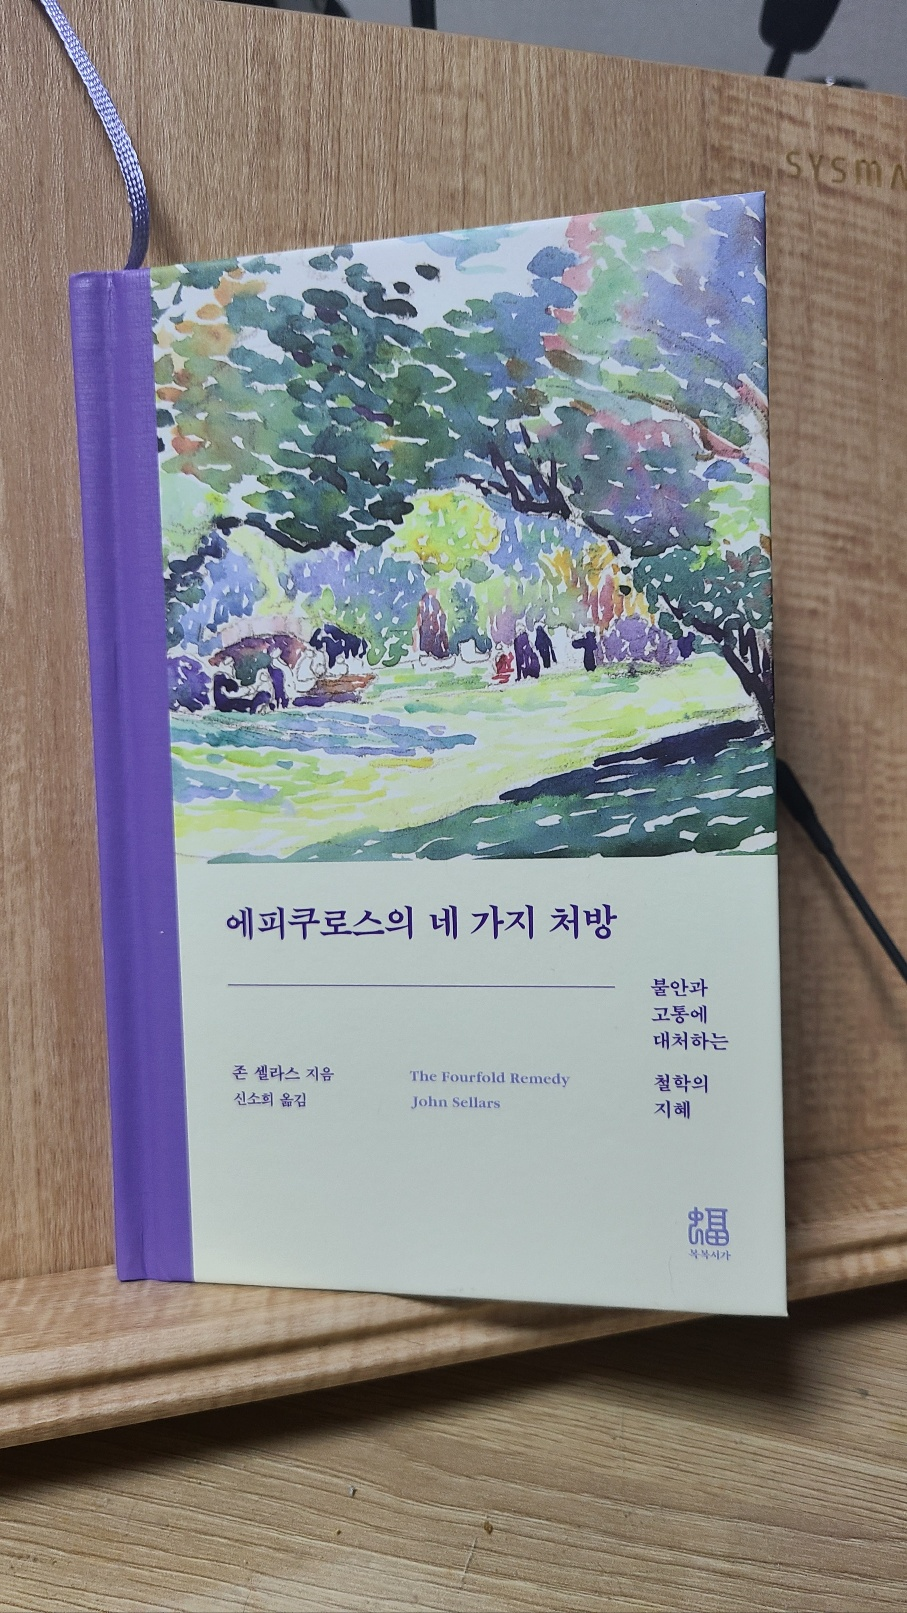 SYSMA
에피쿠로스의 네 가지 처방
불안과
고통에
대처하는
철학의
지혜
존 셀라스 지음
신소희 옮김
The Fourfold Remedy
John Sellars
복복서가